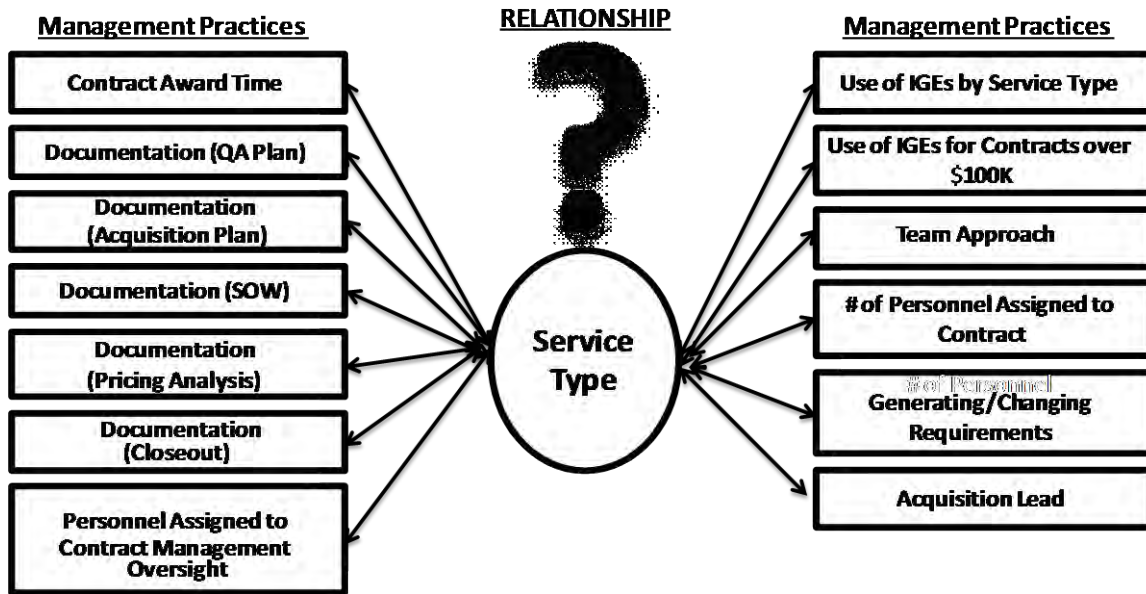 RELATIONSHIP
Management Practices
Contract Award Time
Documentation (QA Plan)
Documentation
(Acquisition Plan)
Documentation (SOW)
Documentation
(Pricing Analysis)
Documentation
(Closeout)
Personnel Assigned to
Contract Management
Oversight
?
Service
Type
Management Practices
Use of IGEs by Service Type
Use of IGEs for Contracts over
$100K
Team Approach
# of Personnel Assigned to
Contract
# of Personnel
Generating/Changing
Requirements
Acquisition Lead